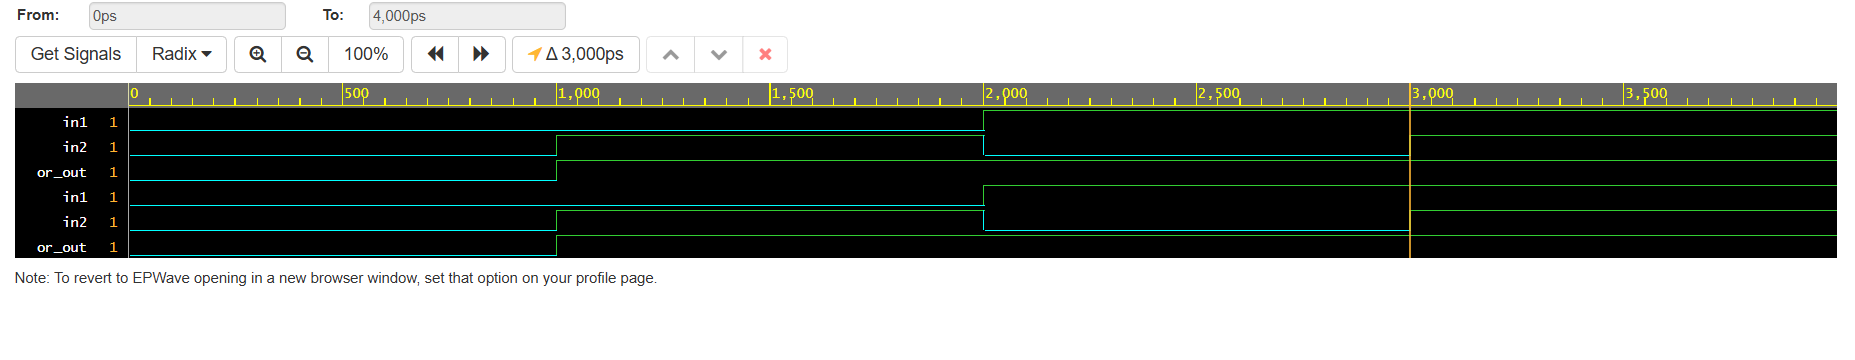 From: 0ps To: 4,000ps
Get Signals Radix 100% Δ 3,000ps
0 500 1,000 1,500 2,000 2,500 3,000 3,500
in1 1
in2 1
or_out 1
in1 1
in2 1
or_out 1
Note: To revert to EPWave opening in a new browser window, set that option on your profile page.